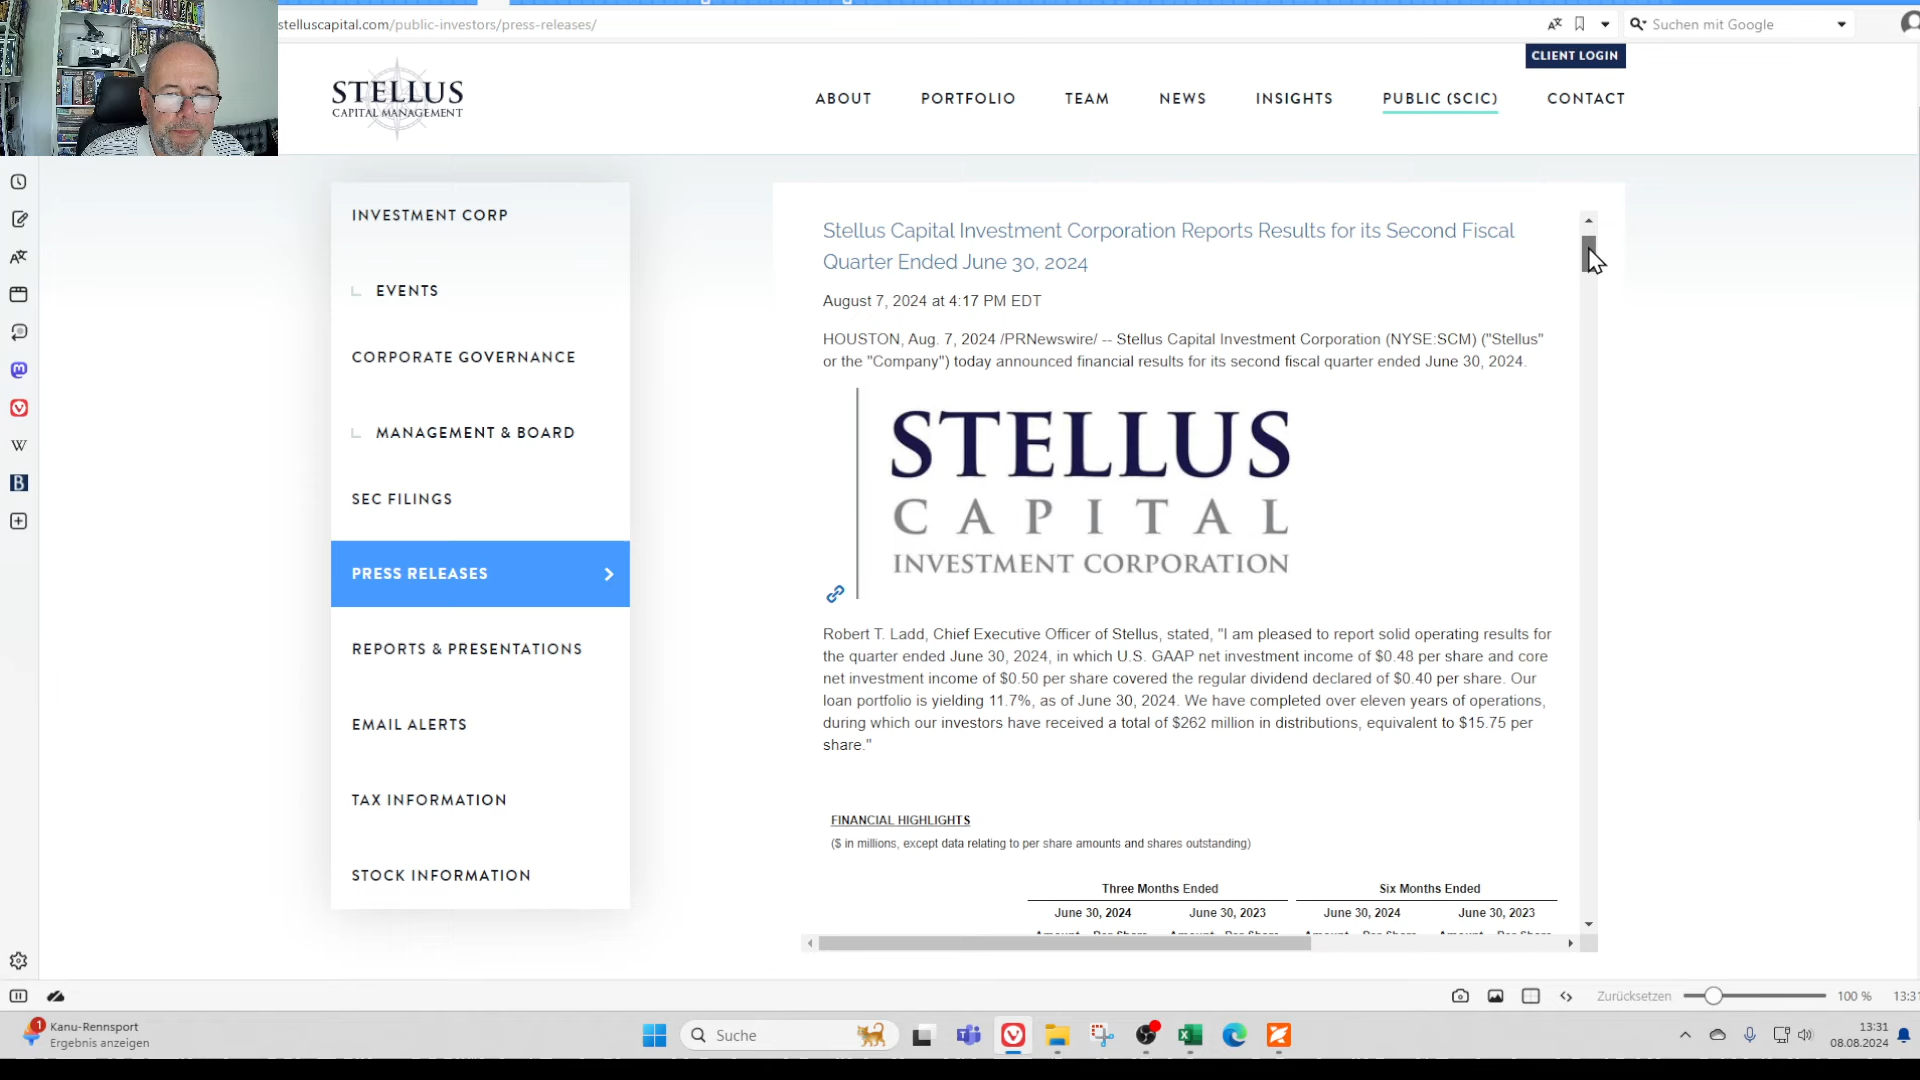 stelluscapital.com/public-investors/press-releases/
Suchen mit Google
CLIENT LOGIN
STELLUS
CAPITAL MANAGEMENT
ABOUT
PORTFOLIO
TEAM
NEWS
INSIGHTS
PUBLIC (SCIC)
CONTACT
INVESTMENT CORP
EVENTS
CORPORATE GOVERNANCE
MANAGEMENT & BOARD
SEC FILINGS
PRESS RELEASES
REPORTS & PRESENTATIONS
EMAIL ALERTS
TAX INFORMATION
STOCK INFORMATION
Stellus Capital Investment Corporation Reports Results for its Second Fiscal
Quarter Ended June 30, 2024
August 7, 2024 at 4:17 PM EDT
HOUSTON, Aug. 7, 2024 /PRNewswire/ -- Stellus Capital Investment Corporation (NYSE:SCM) ("Stellus"
or the "Company") today announced financial results for its second fiscal quarter ended June 30, 2024.
STELLUS
CAPITAL
INVESTMENT CORPORATION
Robert T. Ladd, Chief Executive Officer of Stellus, stated, "I am pleased to report solid operating results for
the quarter ended June 30, 2024, in which U.S. GAAP net investment income of $0.48 per share and core
net investment income of $0.50 per share covered the regular dividend declared of $0.40 per share. Our
loan portfolio is yielding 11.7%, as of June 30, 2024. We have completed over eleven years of operations,
during which our investors have received a total of $262 million in distributions, equivalent to $15.75 per
share."
FINANCIAL HIGHLIGHTS
($ in millions, except data relating to per share amounts and shares outstanding)
Three Months Ended
Six Months Ended
June 30, 2024
June 30, 2023
June 30, 2024
June 30, 2023
Zurücksetzen
100 %
13:31
1
Kanu-Rennsport
Ergebnis anzeigen
Suche
13:31
08.08.2024